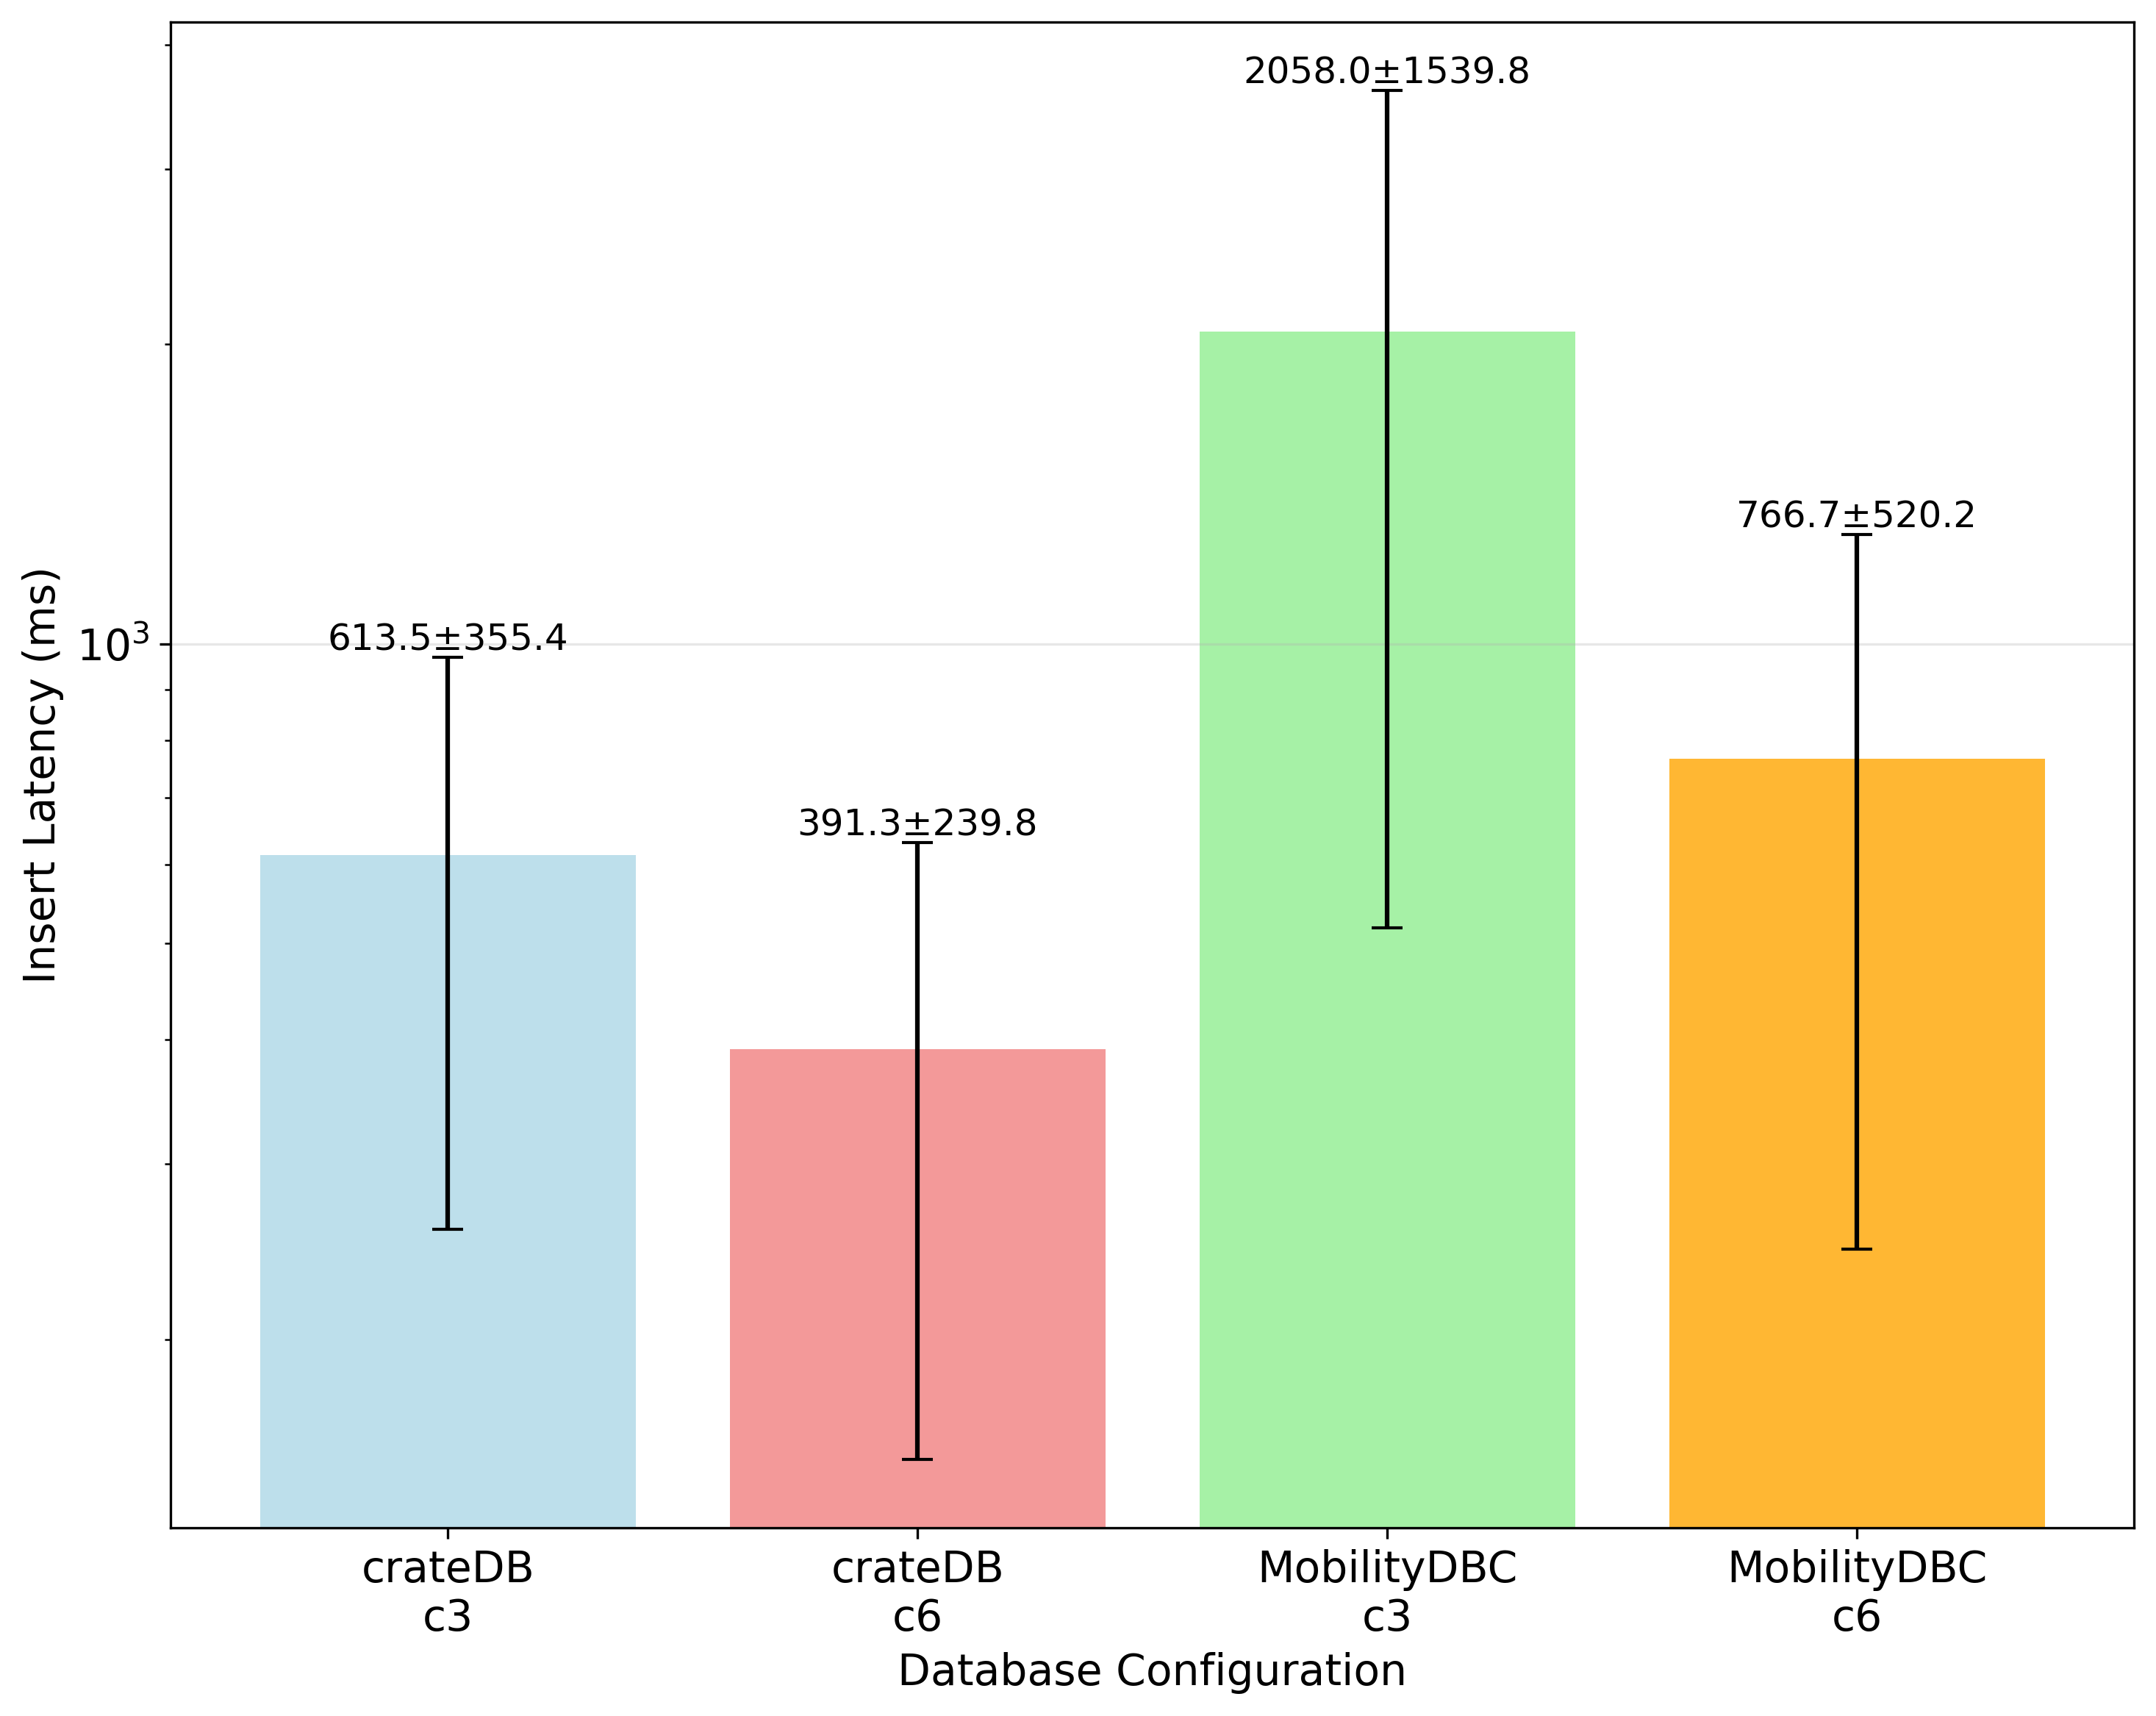 2058.0±1539.8
766.7±520.2
613.5±355.4
391.3±239.8
10³
Insert Latency (ms)
crateDB
c3
crateDB
c6
MobilityDBC
c3
MobilityDBC
c6
Database Configuration